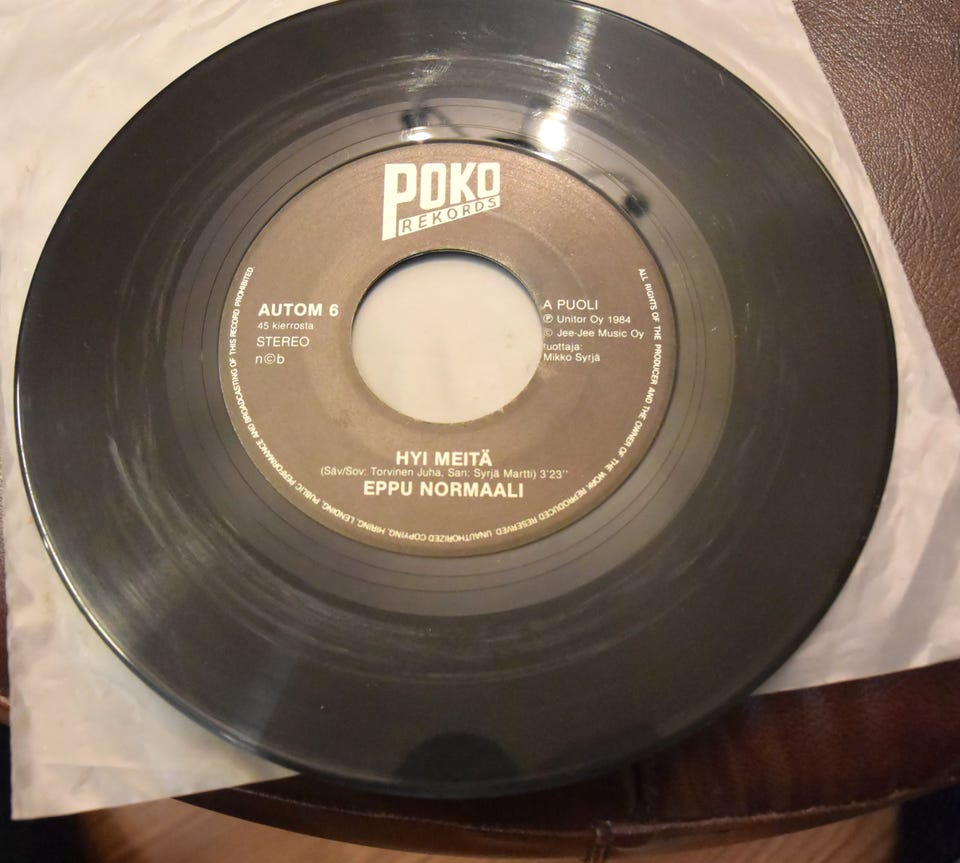 POKO
REKORDS
AUTOM 6
45 kierrosta
STEREO
n©b
A PUOLI
℗ Unitor Oy 1984
© Jee-Jee Music Oy
tuottaja:
Mikko Syrjä
HYI MEITÄ
(Säv/Sov: Torvinen Juha, San: Syrjä Martti) 3'23''
EPPU NORMAALI
ALL RIGHTS OF THE PRODUCER AND THE OWNER OF THE WORK REPRODUCED RESERVED. UNAUTHORIZED COPYING, HIRING, LENDING, PUBLIC PERFORMANCE AND BROADCASTING OF THIS RECORD PROHIBITED.